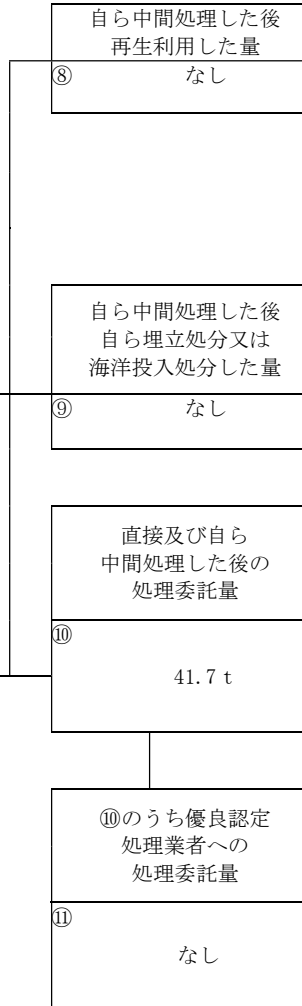 自ら中間処理した後
再生利用した量
⑧ なし
自ら中間処理した後
自ら埋立処分又は
海洋投入処分した量
⑨ なし
直接及び自ら
中間処理した後の
処理委託量
⑩
41.7 t
⑩のうち優良認定
処理業者への
処理委託量
⑪
なし